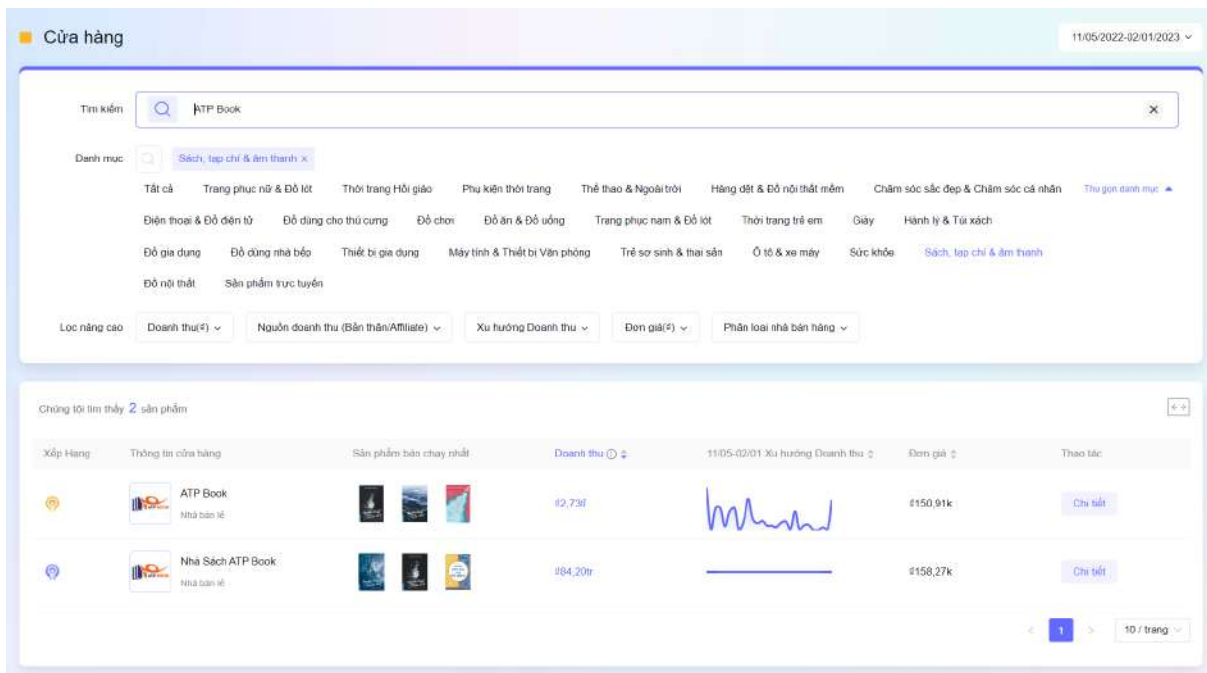 Cửa hàng
11/05/2022-02/01/2023
Tìm kiếm ATP Book
Danh mục Sách, tạp chí & âm thanh ×
Tất cả Trang phục nữ & Đồ lót Thời trang Hồi giáo Phụ kiện thời trang Thể thao & Ngoài trời Hàng dệt & Đồ nội thất mềm Chăm sóc sắc đẹp & Chăm sóc cá nhân Thu gọn danh mục
Điện thoại & Đồ điện tử Đồ dùng cho thú cưng Đồ chơi Đồ ăn & Đồ uống Trang phục nam & Đồ lót Thời trang trẻ em Giày Hành lý & Túi xách
Đồ gia dụng Đồ dùng nhà bếp Thiết bị gia dụng Máy tính & Thiết bị Văn phòng Trẻ sơ sinh & thai sản Ô tô & xe máy Sức khỏe Sách, tạp chí & âm thanh
Đồ nội thất Sản phẩm trực tuyến
Lọc nâng cao Doanh thu(₫) Nguồn doanh thu (Bản thân/Affiliate) Xu hướng Doanh thu Đơn giá(₫) Phân loại nhà bán hàng
Chúng tôi tìm thấy 2 sản phẩm
Xếp Hạng Thông tin cửa hàng Sản phẩm bán chạy nhất Doanh thu 11/05-02/01 Xu hướng Doanh thu Đơn giá Thao tác
ATP Book
Nhà bán lẻ
₫2,73tỉ ₫150,91k Chi tiết
Nhà Sách ATP Book
Nhà bán lẻ
₫84,20tr ₫158,27k Chi tiết
< 1 > 10 / trang